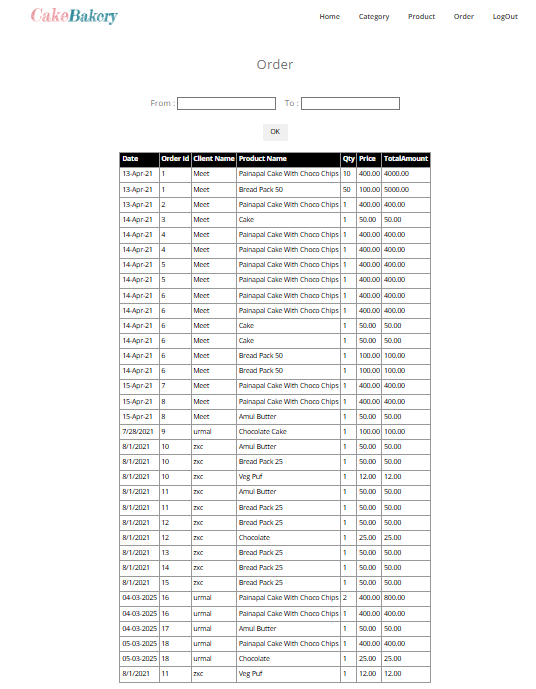 CakeBakery
Home Category Product Order LogOut
Order
From : To :
OK
Date Order Id Client Name Product Name Qty Price TotalAmount
13-Apr-21 1 Meet Painapal Cake With Choco Chips 10 400.00 4000.00
13-Apr-21 1 Meet Bread Pack 50 50 100.00 5000.00
13-Apr-21 2 Meet Painapal Cake With Choco Chips 1 400.00 400.00
14-Apr-21 3 Meet Cake 1 50.00 50.00
14-Apr-21 4 Meet Painapal Cake With Choco Chips 1 400.00 400.00
14-Apr-21 4 Meet Painapal Cake With Choco Chips 1 400.00 400.00
14-Apr-21 5 Meet Painapal Cake With Choco Chips 1 400.00 400.00
14-Apr-21 5 Meet Painapal Cake With Choco Chips 1 400.00 400.00
14-Apr-21 6 Meet Painapal Cake With Choco Chips 1 400.00 400.00
14-Apr-21 6 Meet Painapal Cake With Choco Chips 1 400.00 400.00
14-Apr-21 6 Meet Cake 1 50.00 50.00
14-Apr-21 6 Meet Cake 1 50.00 50.00
14-Apr-21 6 Meet Bread Pack 50 1 100.00 100.00
14-Apr-21 6 Meet Bread Pack 50 1 100.00 100.00
15-Apr-21 7 Meet Painapal Cake With Choco Chips 1 400.00 400.00
15-Apr-21 8 Meet Painapal Cake With Choco Chips 1 400.00 400.00
15-Apr-21 8 Meet Amul Butter 1 50.00 50.00
7/28/2021 9 urmal Chocolate Cake 1 100.00 100.00
8/1/2021 10 zxc Amul Butter 1 50.00 50.00
8/1/2021 10 zxc Bread Pack 25 1 50.00 50.00
8/1/2021 10 zxc Veg Puf 1 12.00 12.00
8/1/2021 11 zxc Amul Butter 1 50.00 50.00
8/1/2021 11 zxc Bread Pack 25 1 50.00 50.00
8/1/2021 12 zxc Bread Pack 25 1 50.00 50.00
8/1/2021 12 zxc Chocolate 1 25.00 25.00
8/1/2021 13 zxc Bread Pack 25 1 50.00 50.00
8/1/2021 14 zxc Bread Pack 25 1 50.00 50.00
8/1/2021 15 zxc Bread Pack 25 1 50.00 50.00
04-03-2025 16 urmal Painapal Cake With Choco Chips 2 400.00 800.00
04-03-2025 16 urmal Painapal Cake With Choco Chips 1 400.00 400.00
04-03-2025 17 urmal Amul Butter 1 50.00 50.00
05-03-2025 18 urmal Painapal Cake With Choco Chips 1 400.00 400.00
05-03-2025 18 urmal Chocolate 1 25.00 25.00
8/1/2021 11 zxc Veg Puf 1 12.00 12.00